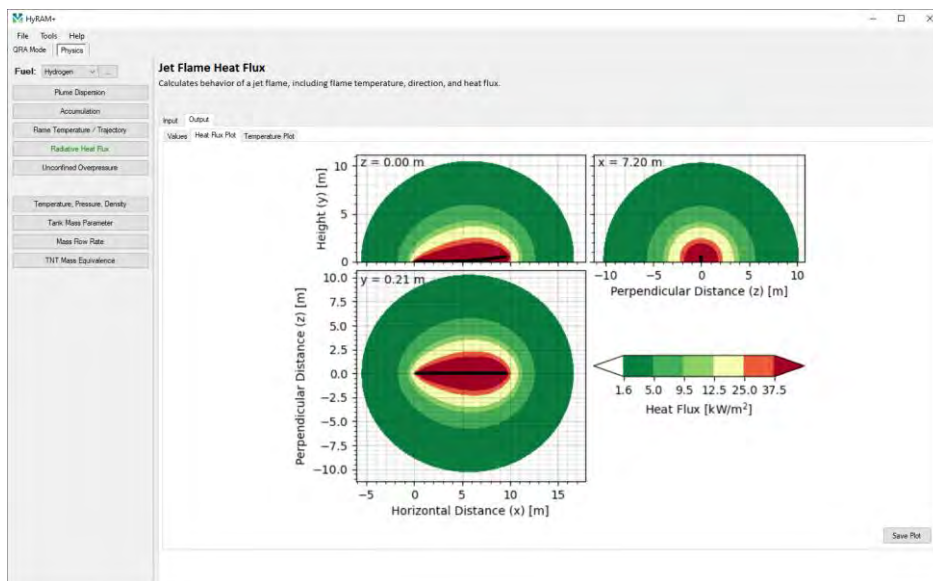 HyRAM+
File Tools Help
QRA Mode Physics
Fuel: Hydrogen ...
Plume Dispersion
Accumulation
Flame Temperature / Trajectory
Radiative Heat Flux
Unconfined Overpressure
Temperature, Pressure, Density
Tank Mass Parameter
Mass Flow Rate
TNT Mass Equivalence
Jet Flame Heat Flux
Calculates behavior of a jet flame, including flame temperature, direction, and heat flux.
Input Output
Values Heat Flux Plot Temperature Plot
z = 0.00 m
10
5
0
Height (y) [m]
x = 7.20 m
−10 −5 0 5 10
Perpendicular Distance (z) [m]
y = 0.21 m
10.0
7.5
5.0
2.5
0.0
−2.5
−5.0
−7.5
−10.0
Perpendicular Distance (z) [m]
−5 0 5 10 15
Horizontal Distance (x) [m]
1.6 5.0 9.5 12.5 25.0 37.5
Heat Flux [kW/m²]
Save Plot